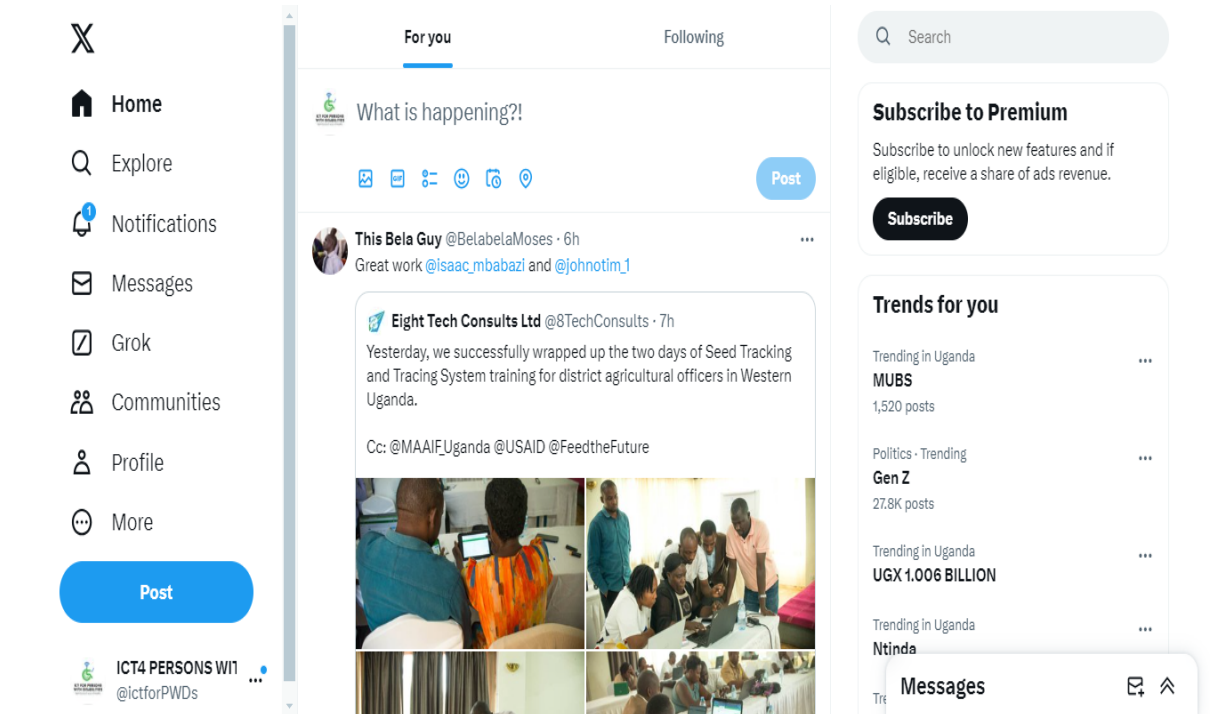 X
Home
Explore
1
Notifications
Messages
Grok
Communities
Profile
More
Post
ICT4 PERSONS WIT
@ictforPWDs
For you
Following
What is happening?!
GIF
Post
This Bela Guy @BelabelaMoses · 6h
Great work @isaac_mbabazi and @johnotim_1
Eight Tech Consults Ltd @8TechConsults · 7h
Yesterday, we successfully wrapped up the two days of Seed Tracking
and Tracing System training for district agricultural officers in Western
Uganda.
Cc: @MAAIF_Uganda @USAID @FeedtheFuture
Search
Subscribe to Premium
Subscribe to unlock new features and if
eligible, receive a share of ads revenue.
Subscribe
Trends for you
Trending in Uganda
MUBS
1,520 posts
Politics · Trending
Gen Z
27.8K posts
Trending in Uganda
UGX 1.006 BILLION
Trending in Uganda
Ntinda
Messages